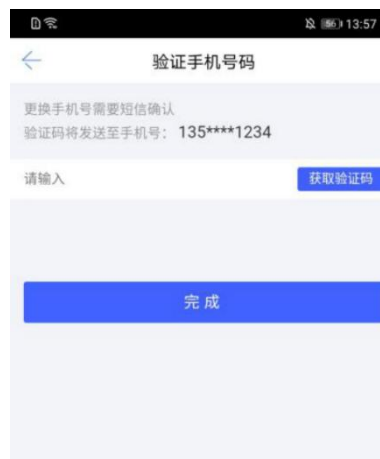 56 13:57
验证手机号码
更换手机号需要短信确认
验证码将发送至手机号： 135****1234
请输入 获取验证码
完成